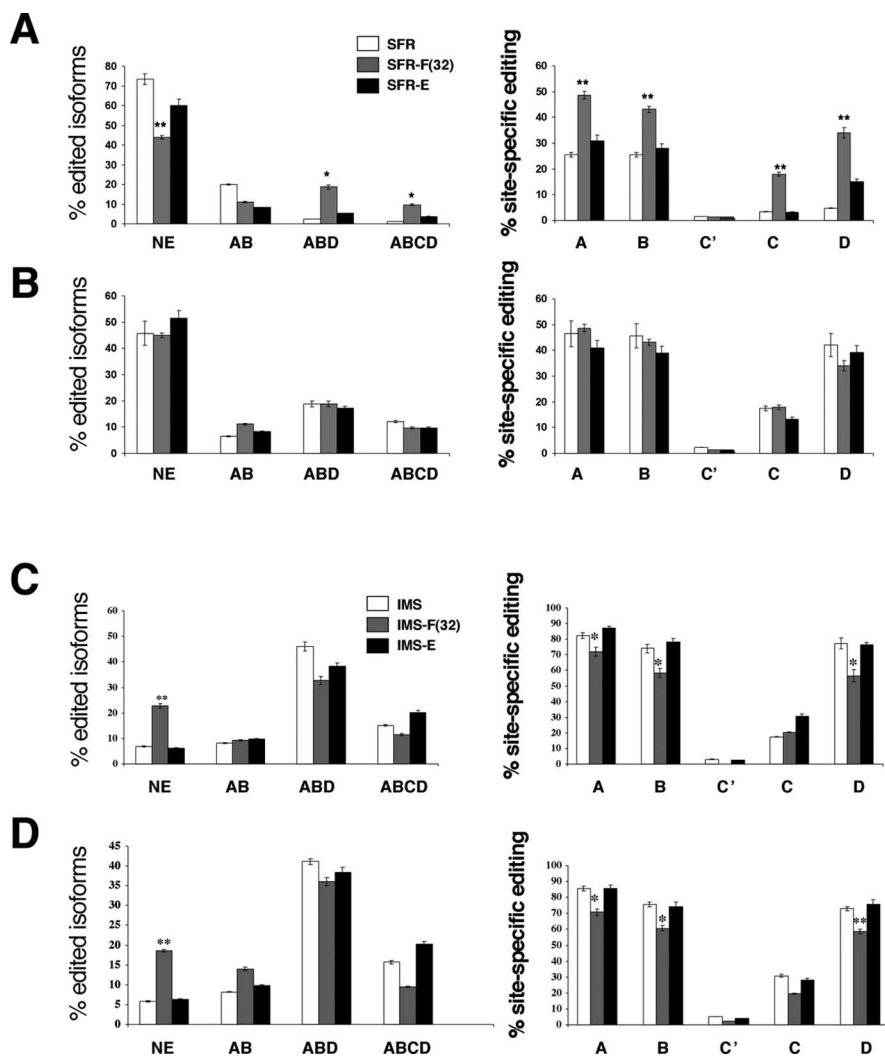 A
SFR
SFR-F(32)
SFR-E
% edited isoforms
80
70
60
50
40
30
20
10
0
**
*
*
NE AB ABD ABCD
% site-specific editing
60
50
40
30
20
10
0
** ** ** **
A B C' C D
B
% edited isoforms
60
50
40
30
20
10
0
NE AB ABD ABCD
% site-specific editing
60
50
40
30
20
10
0
A B C' C D
C
IMS
IMS-F(32)
IMS-E
% edited isoforms
60
50
40
30
20
10
0
**
NE AB ABD ABCD
% site-specific editing
100
90
80
70
60
50
40
30
20
10
0
* * *
A B C' C D
D
% edited isoforms
45
40
35
30
25
20
15
10
5
0
**
NE AB ABD ABCD
% site-specific editing
100
90
80
70
60
50
40
30
20
10
0
* * **
A B C' C D